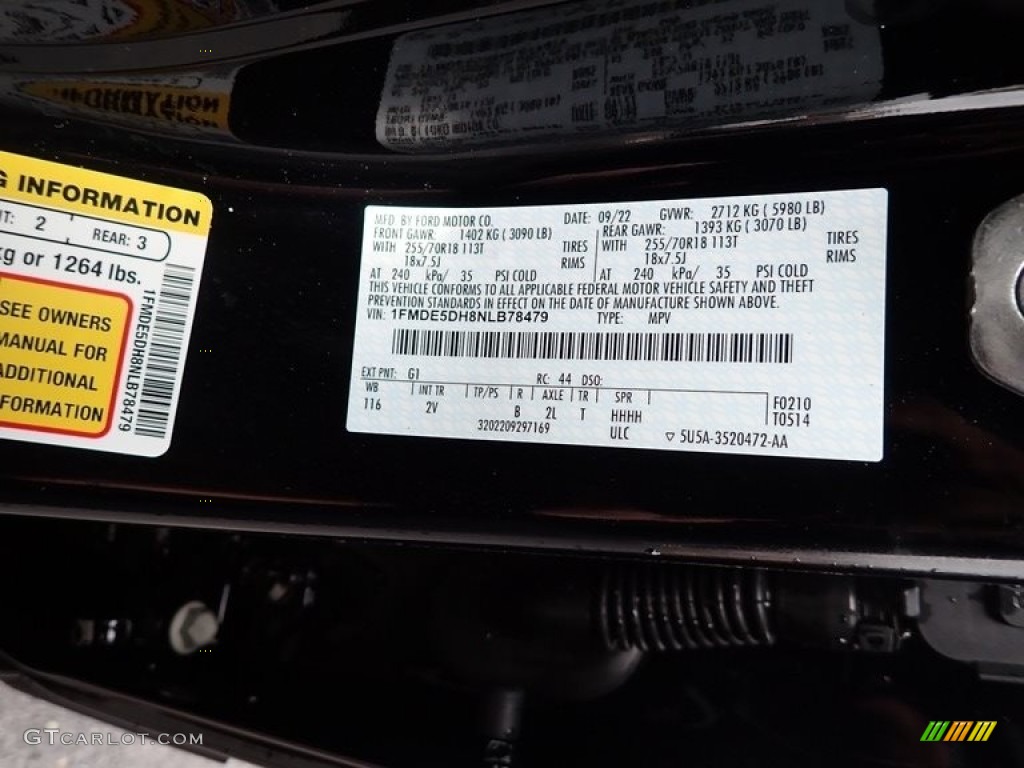 G INFORMATION
NT: 2 REAR: 3
kg or 1264 lbs.
SEE OWNERS
MANUAL FOR
ADDITIONAL
INFORMATION
1FMDE5DH8NLB78479
MFD. BY FORD MOTOR CO. DATE: 09/22 GVWR: 2712 KG ( 5980 LB)
FRONT GAWR: 1402 KG ( 3090 LB) REAR GAWR: 1393 KG ( 3070 LB)
WITH 255/70R18 113T TIRES WITH 255/70R18 113T TIRES
18x7.5J RIMS 18x7.5J RIMS
AT 240 kPa/ 35 PSI COLD AT 240 kPa/ 35 PSI COLD
THIS VEHICLE CONFORMS TO ALL APPLICABLE FEDERAL MOTOR VEHICLE SAFETY AND THEFT
PREVENTION STANDARDS IN EFFECT ON THE DATE OF MANUFACTURE SHOWN ABOVE.
VIN: 1FMDE5DH8NLB78479 TYPE: MPV
EXT PNT: G1 RC: 44 DSO:
WB INT TR TP/PS R AXLE TR SPR F0210
116 2V B 2L T HHHH T0514
3202209297169 ULC 5U5A-3520472-AA
GTCARLOT.COM